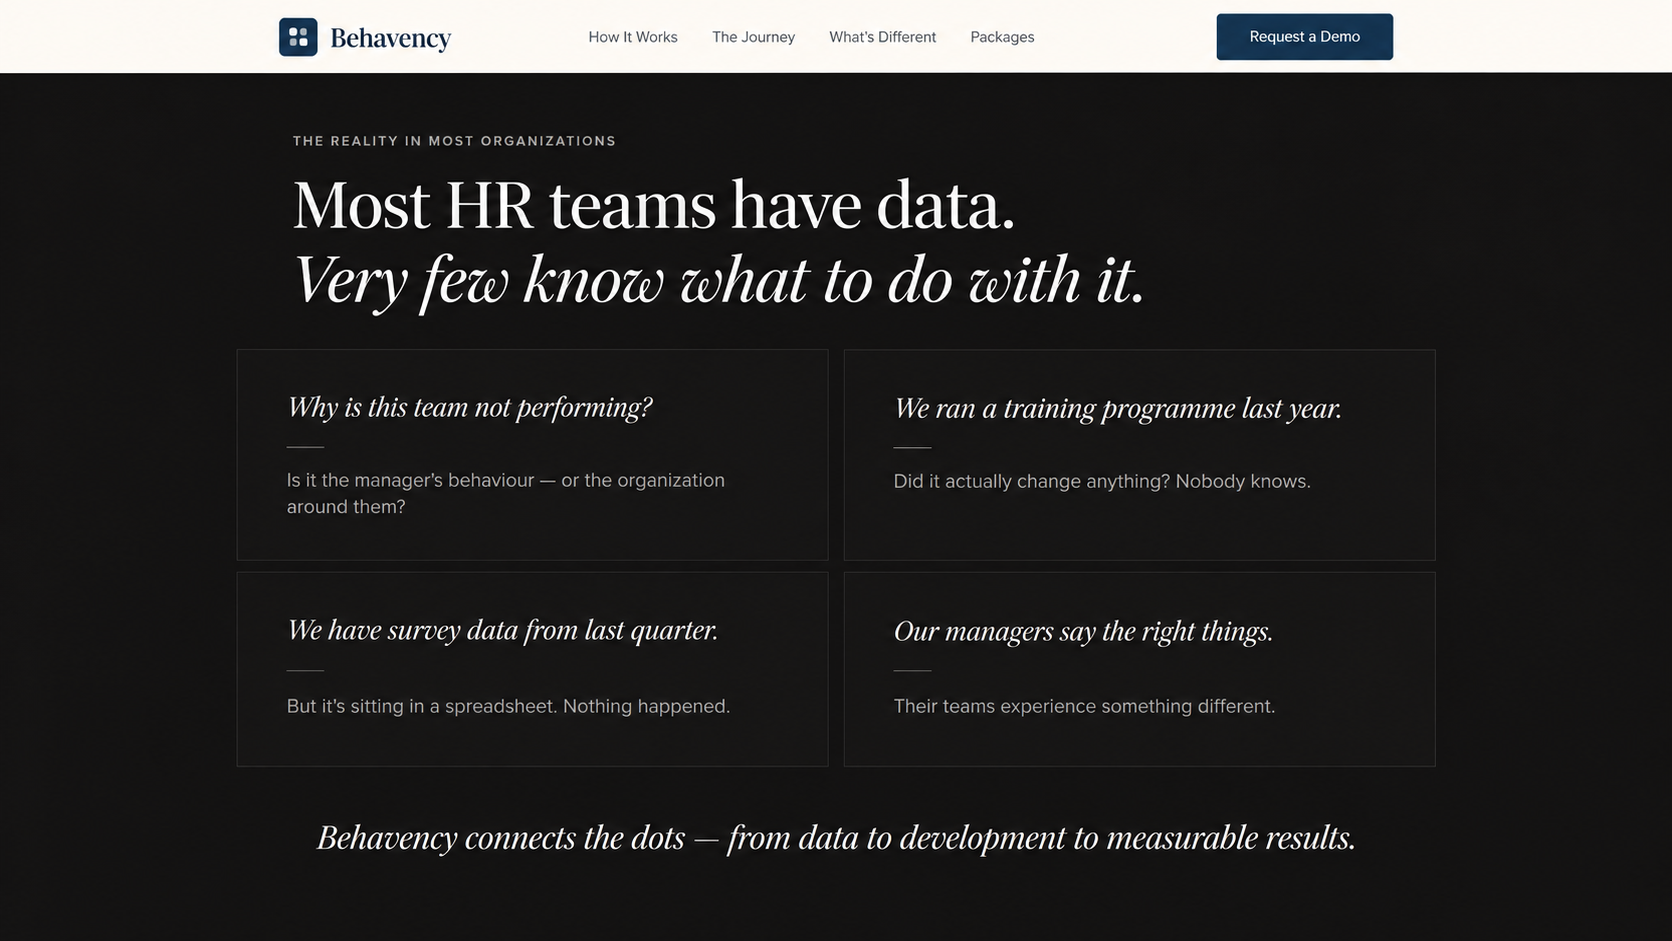 Behavency
How It Works
The Journey
What's Different
Packages
Request a Demo
THE REALITY IN MOST ORGANIZATIONS
Most HR teams have data.
Very few know what to do with it.
Why is this team not performing?
Is it the manager's behaviour — or the organization
around them?
We ran a training programme last year.
Did it actually change anything? Nobody knows.
We have survey data from last quarter.
But it's sitting in a spreadsheet. Nothing happened.
Our managers say the right things.
Their teams experience something different.
Behavency connects the dots — from data to development to measurable results.